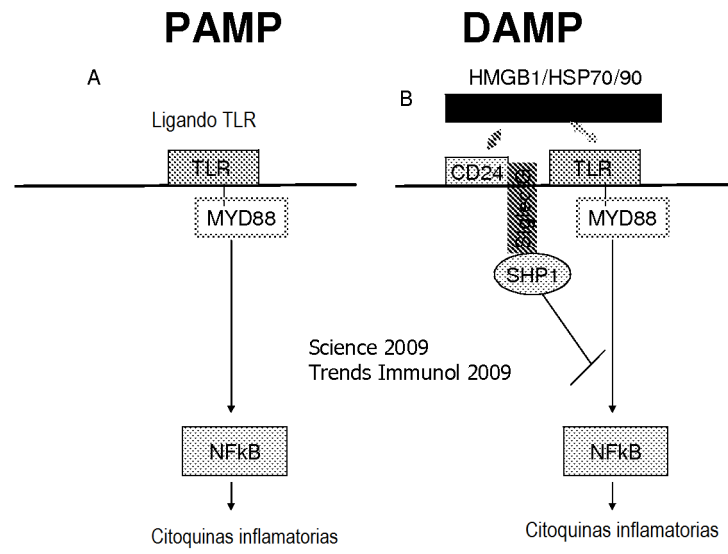 PAMP
DAMP
A
Ligando TLR
TLR
MYD88
NFkB
Citoquinas inflamatorias
HMGB1/HSP70/90
B
CD24
TLR
MYD88
SHP1
Science 2009
Trends Immunol 2009
NFkB
Citoquinas inflamatorias